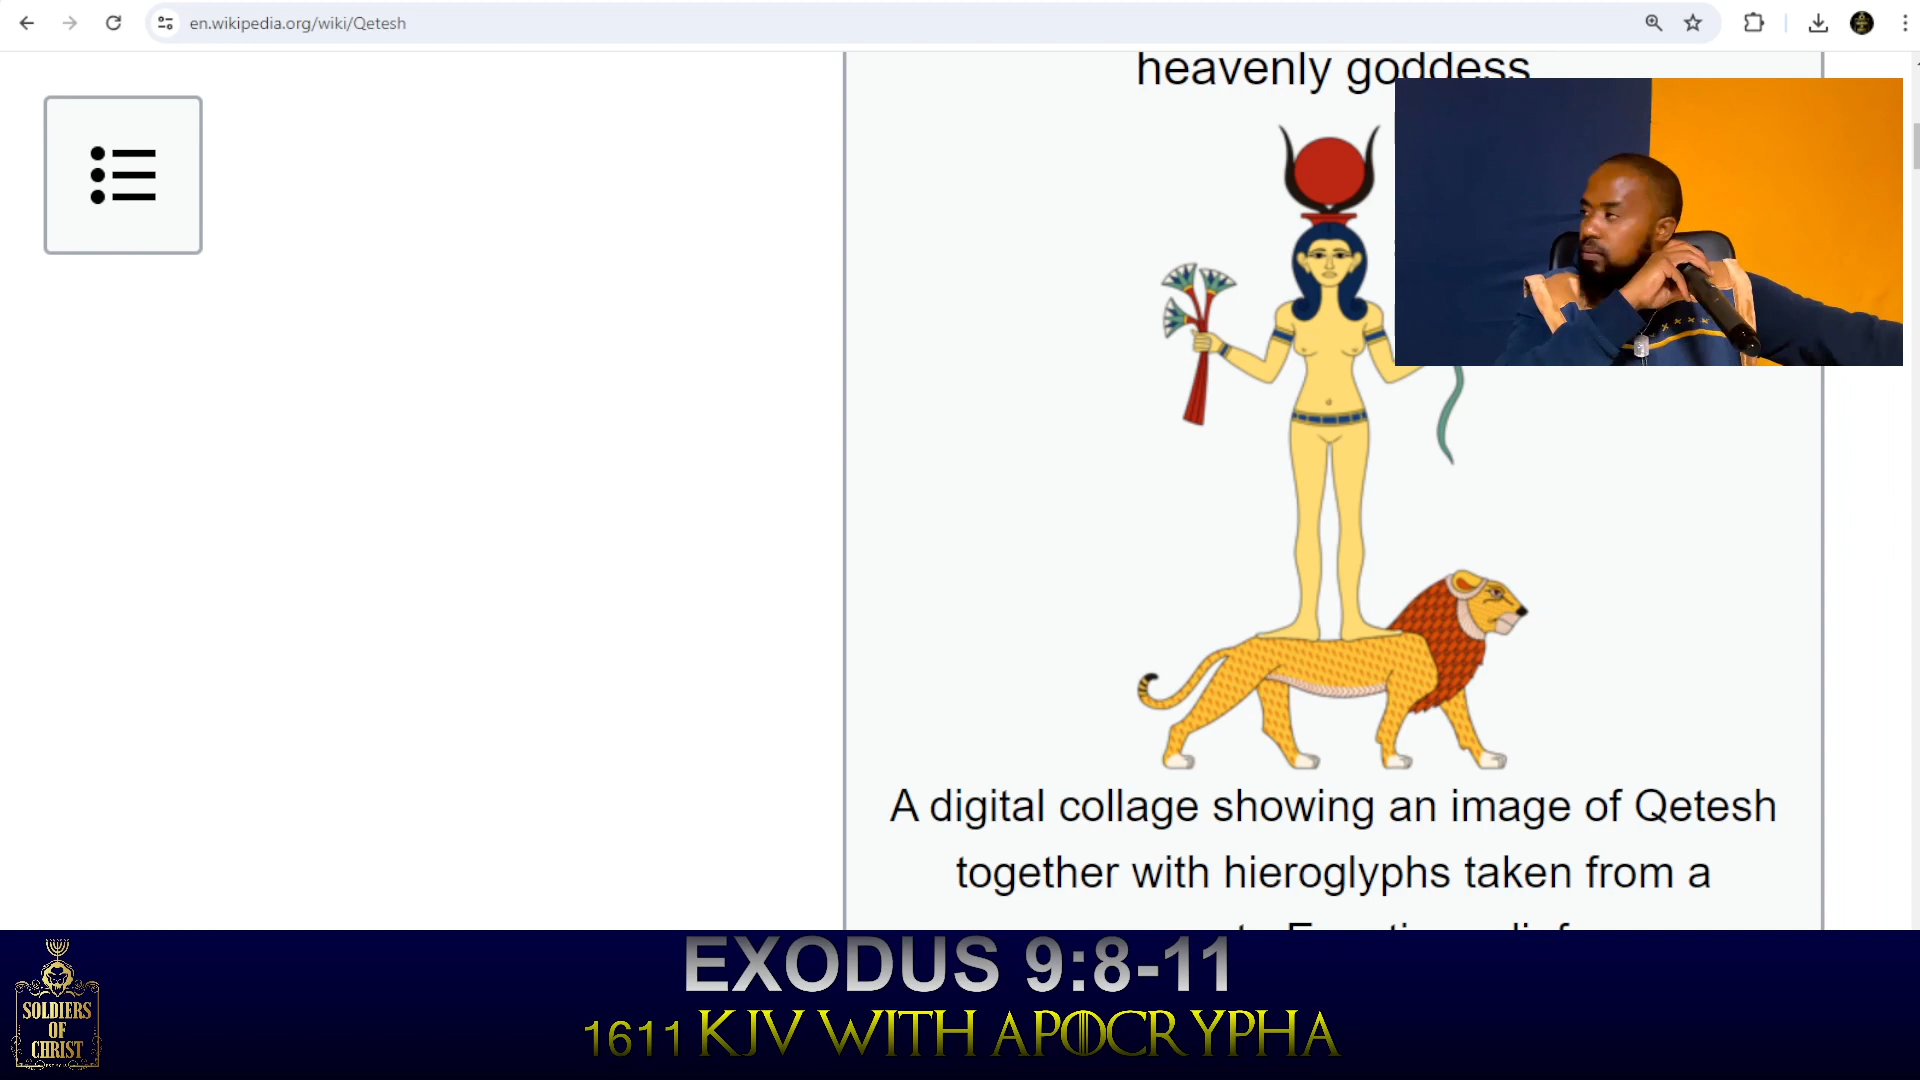 en.wikipedia.org/wiki/Qetesh
heavenly goddess
A digital collage showing an image of Qetesh
together with hieroglyphs taken from a
EXODUS 9:8-11
1611 KJV WITH APOCRYPHA
SOLDIERS
OF
CHRIST